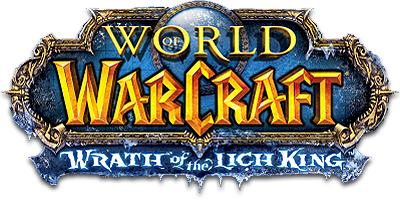 WORLD
OF
WARCRAFT
WRATH of the LICH KING